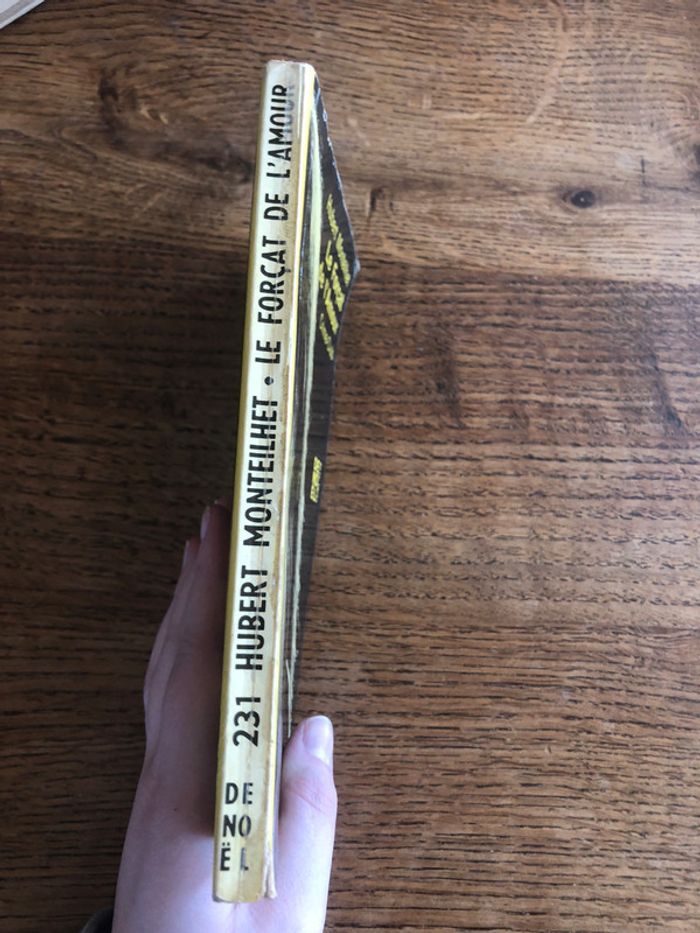 231 HUBERT MONTEILHET • LE FORÇAT DE L'AMOUR
DE
NO
ËL